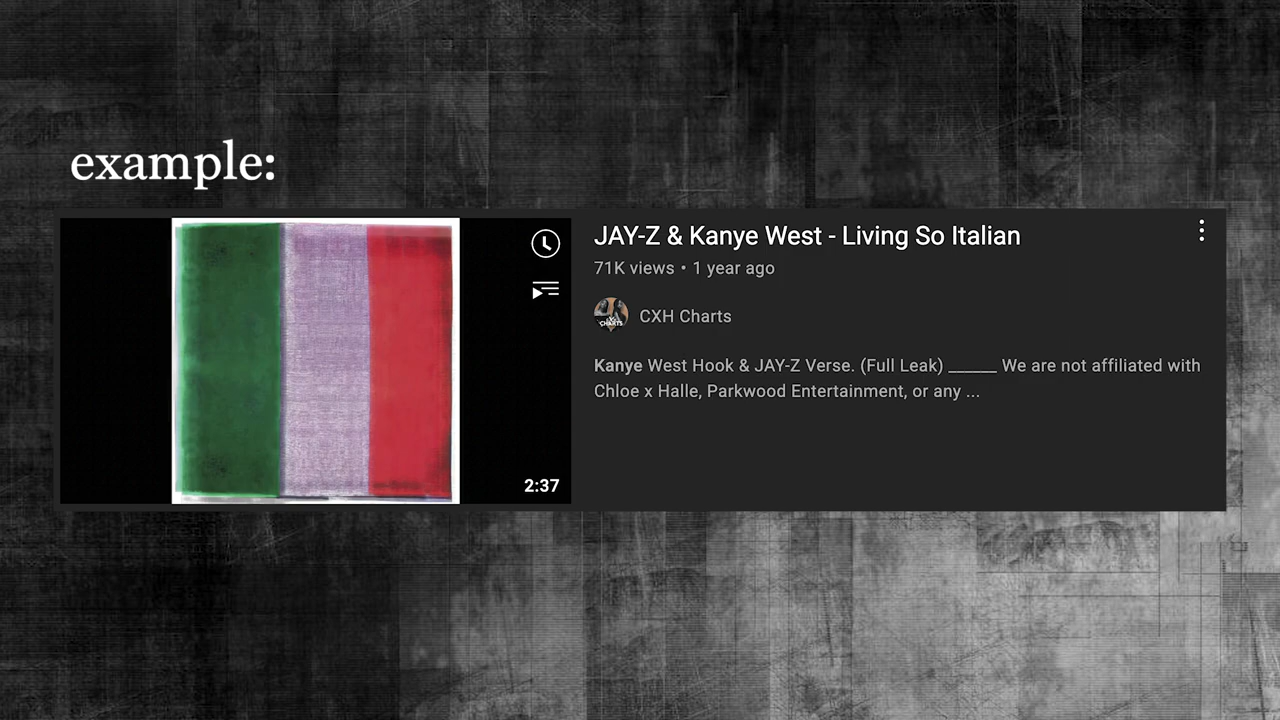 example:
JAY-Z & Kanye West - Living So Italian
71K views • 1 year ago
CHARTS
CXH Charts
Kanye West Hook & JAY-Z Verse. (Full Leak) ______ We are not affiliated with
Chloe x Halle, Parkwood Entertainment, or any ...
2:37